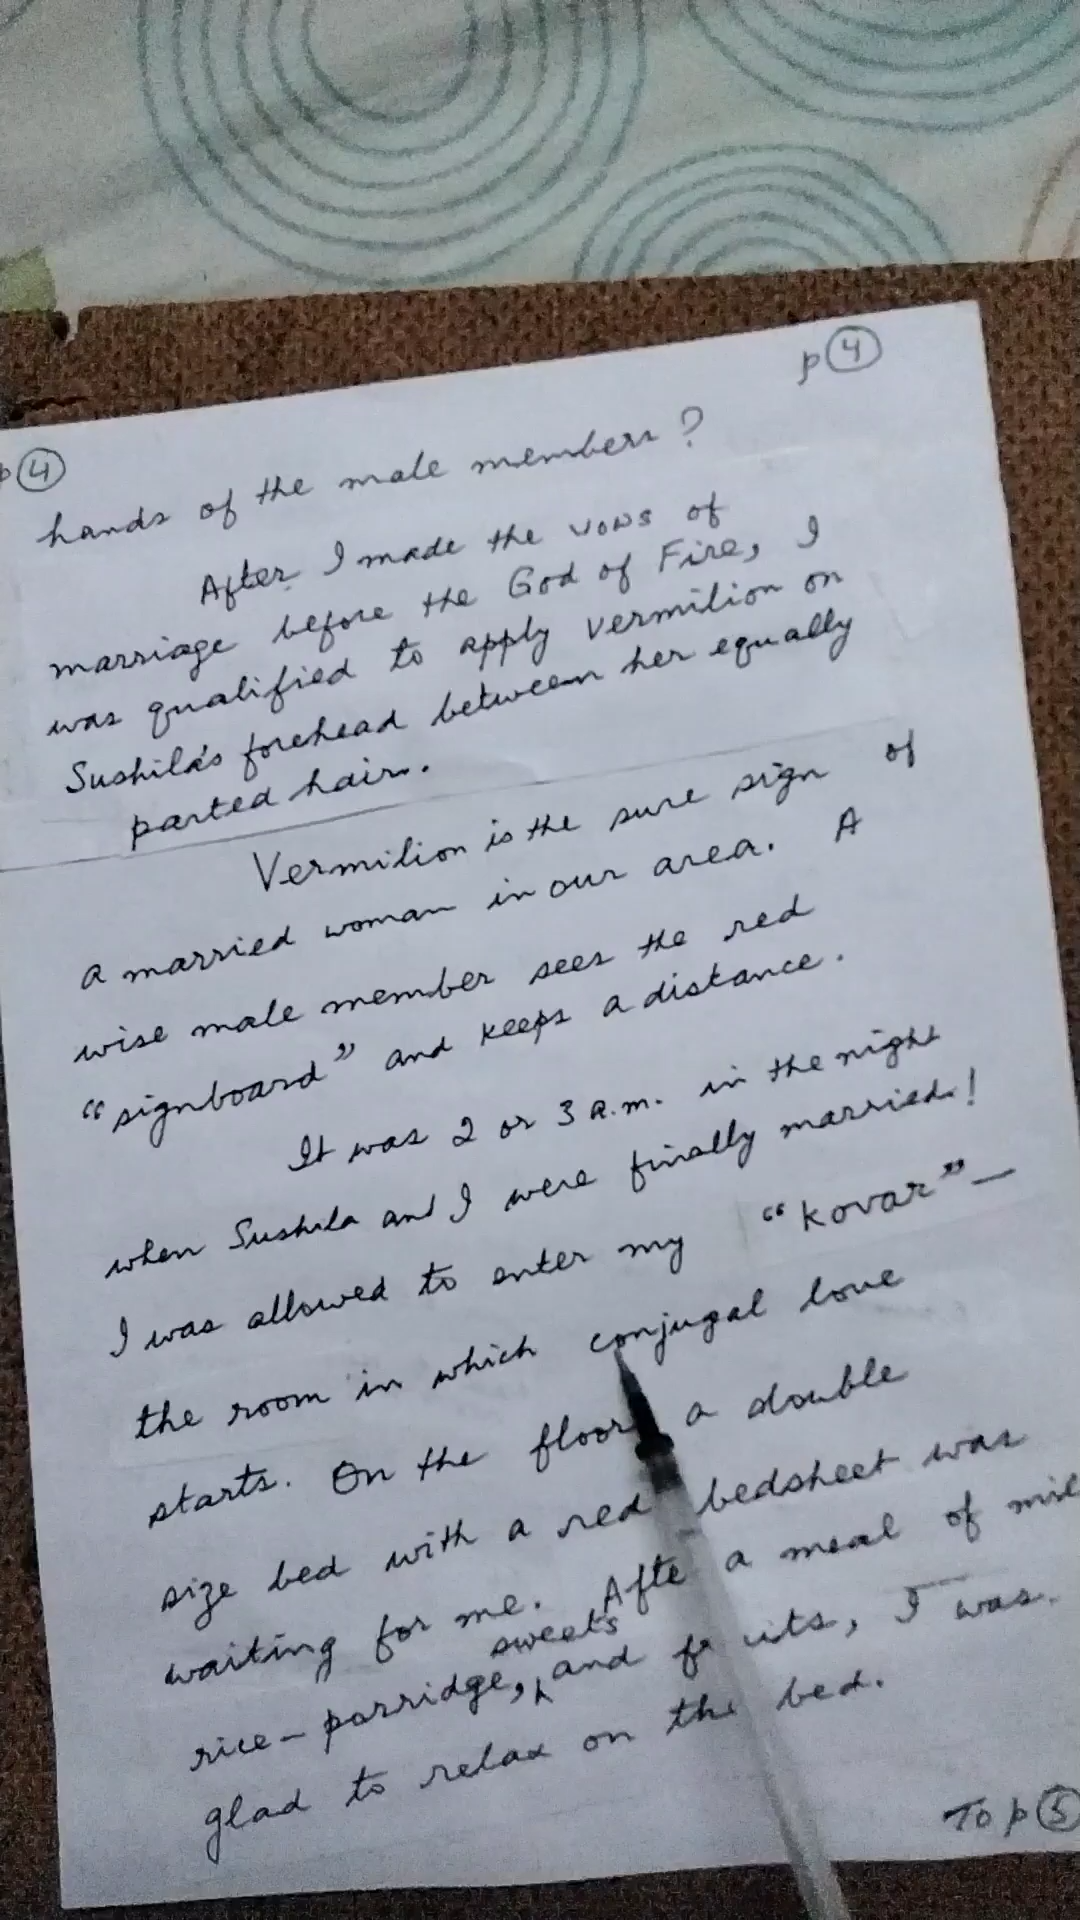 p 4
p 4
hands of the male members?
After I made the vows of
marriage before the God of Fire, I
was qualified to apply vermilion on
Sushila's forehead between her equally
parted hair.
Vermilion is the sure sign of
a married woman in our area. A
wise male member sees the red
"signboard" and keeps a distance.
It was 2 or 3 a.m. in the night
when Sushila and I were finally married!
I was allowed to enter my "kovar" —
the room in which conjugal love
starts. On the floor a double
size bed with a red bedsheet was
waiting for me. After a meal of
sweets
rice - porridge, and fruits, I was
glad to relax on the bed.
To p 5